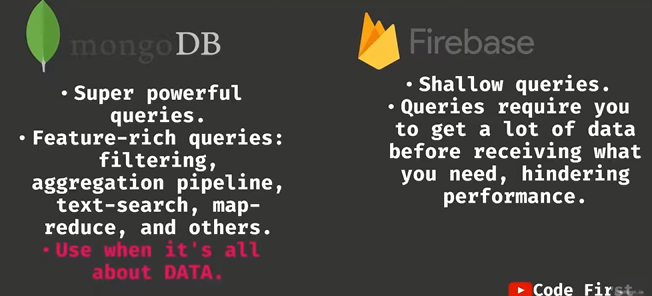 mongoDB
• Super powerful
queries.
• Feature-rich queries:
filtering,
aggregation pipeline,
text-search, map-
reduce, and others.
• Use when it's all
about DATA.
Firebase
• Shallow queries.
• Queries require you
to get a lot of data
before receiving what
you need, hindering
performance.
Code First